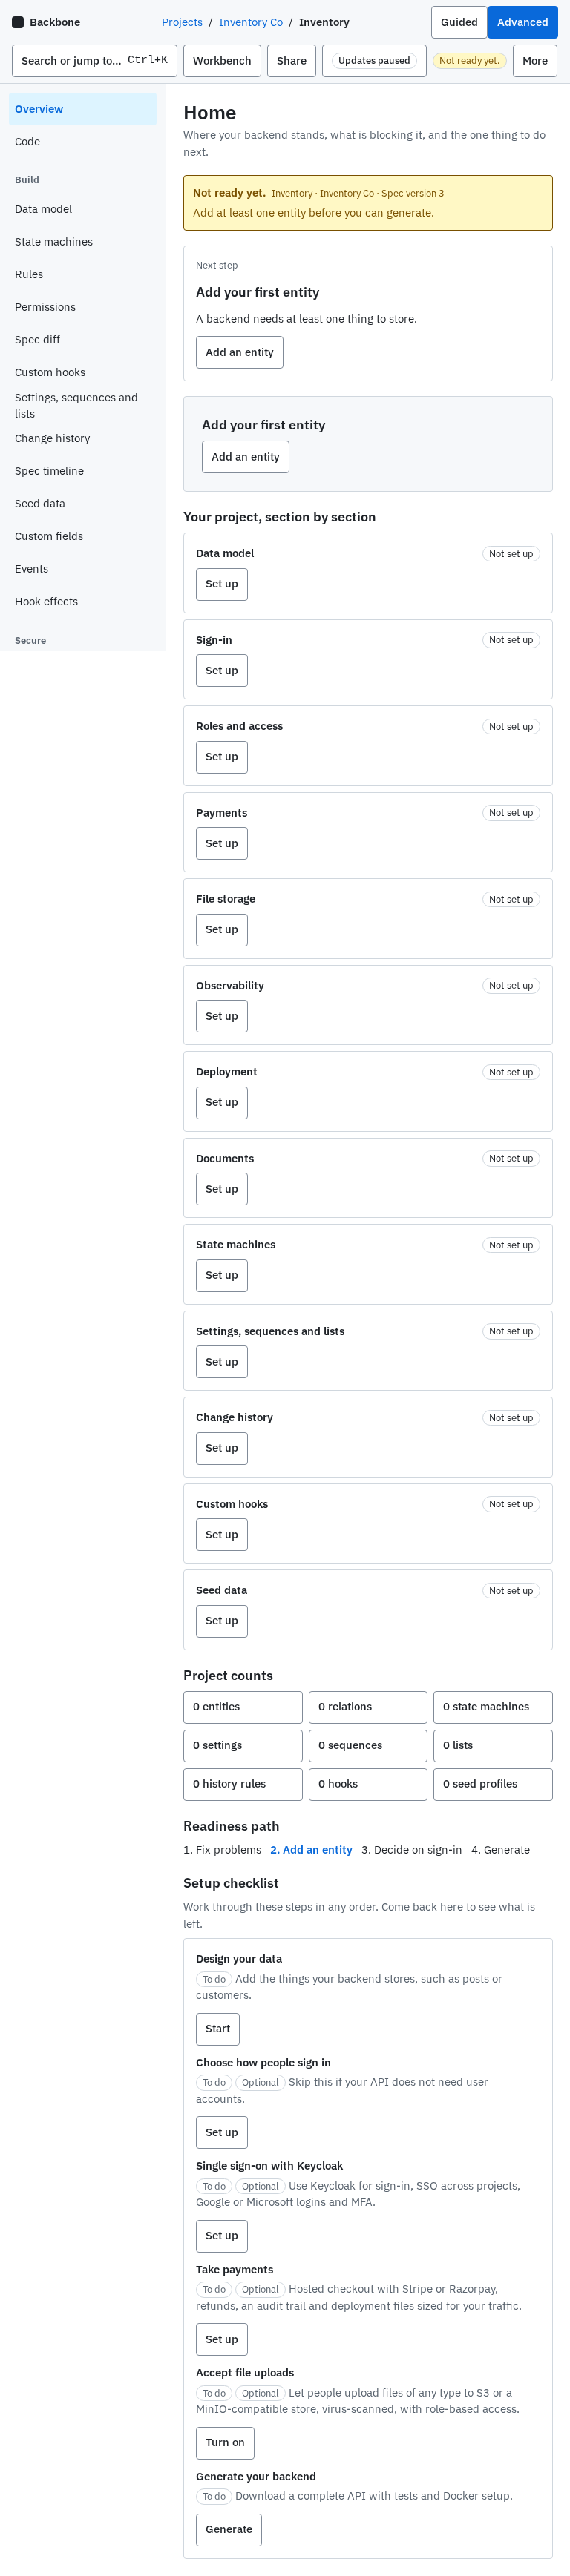 Backbone
Projects / Inventory Co / Inventory
Guided
Advanced
Search or jump to... Ctrl+K
Workbench
Share
Updates paused
Not ready yet.
More
Overview
Code
Build
Data model
State machines
Rules
Permissions
Spec diff
Custom hooks
Settings, sequences and
lists
Change history
Spec timeline
Seed data
Custom fields
Events
Hook effects
Secure
Home
Where your backend stands, what is blocking it, and the one thing to do
next.
Not ready yet. Inventory · Inventory Co · Spec version 3
Add at least one entity before you can generate.
Next step
Add your first entity
A backend needs at least one thing to store.
Add an entity
Add your first entity
Add an entity
Your project, section by section
Data model Not set up
Set up
Sign-in Not set up
Set up
Roles and access Not set up
Set up
Payments Not set up
Set up
File storage Not set up
Set up
Observability Not set up
Set up
Deployment Not set up
Set up
Documents Not set up
Set up
State machines Not set up
Set up
Settings, sequences and lists Not set up
Set up
Change history Not set up
Set up
Custom hooks Not set up
Set up
Seed data Not set up
Set up
Project counts
0 entities 0 relations 0 state machines
0 settings 0 sequences 0 lists
0 history rules 0 hooks 0 seed profiles
Readiness path
1. Fix problems 2. Add an entity 3. Decide on sign-in 4. Generate
Setup checklist
Work through these steps in any order. Come back here to see what is
left.
Design your data
To do Add the things your backend stores, such as posts or
customers.
Start
Choose how people sign in
To do Optional Skip this if your API does not need user
accounts.
Set up
Single sign-on with Keycloak
To do Optional Use Keycloak for sign-in, SSO across projects,
Google or Microsoft logins and MFA.
Set up
Take payments
To do Optional Hosted checkout with Stripe or Razorpay,
refunds, an audit trail and deployment files sized for your traffic.
Set up
Accept file uploads
To do Optional Let people upload files of any type to S3 or a
MinIO-compatible store, virus-scanned, with role-based access.
Turn on
Generate your backend
To do Download a complete API with tests and Docker setup.
Generate